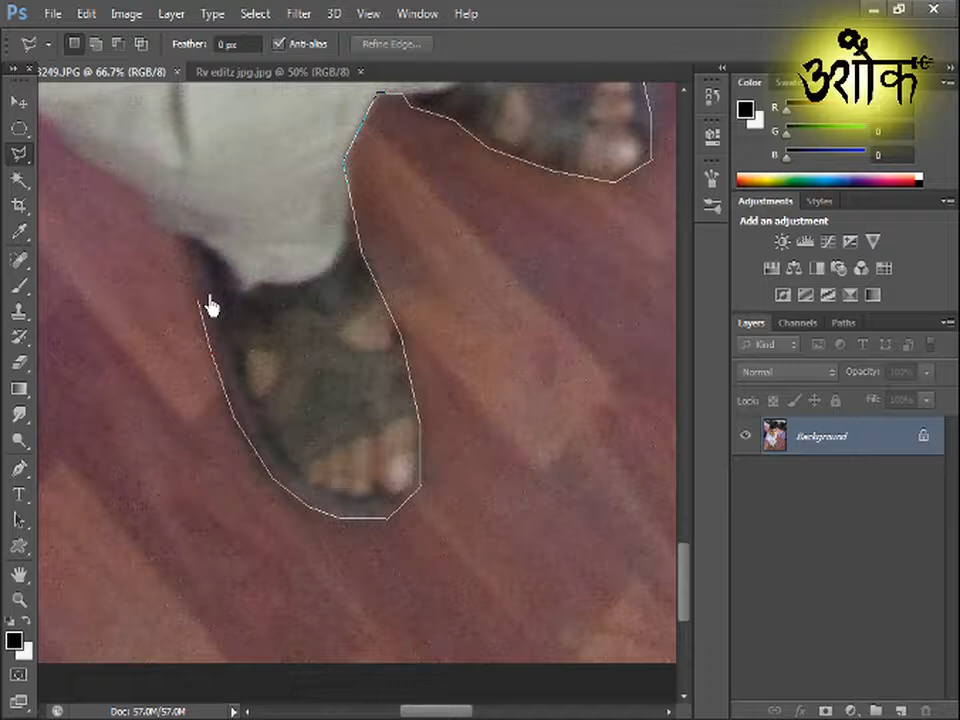 Ps File Edit Image Layer Type Select Filter 3D View Window Help
Feather: 0 px Anti-alias Refine Edge...
3249.JPG @ 66.7% (RGB/8) × Rv editz jpg.jpg @ 50% (RGB/8) ×
अशोक
Color
R
G 0
B 0
Adjustments Styles
Add an adjustment
Layers Channels Paths
Kind
Normal Opacity: 100%
Lock: Fill: 100%
Background
Doc: 57.0M/57.0M